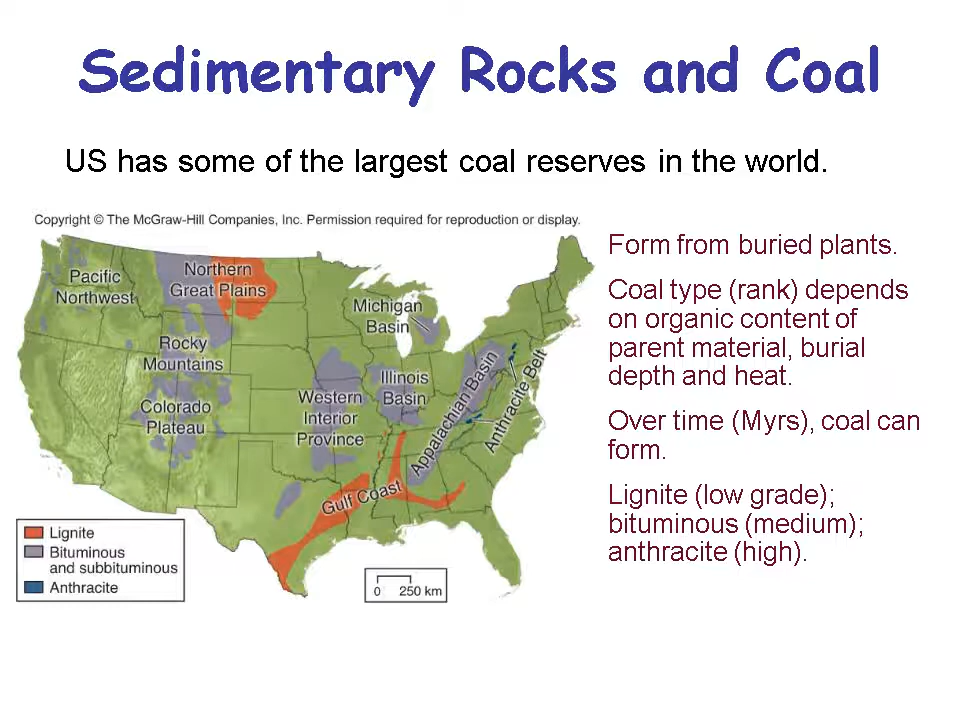 Sedimentary Rocks and Coal
US has some of the largest coal reserves in the world.
Copyright © The McGraw-Hill Companies, Inc. Permission required for reproduction or display.
Pacific
Northwest
Northern
Great Plains
Michigan
Basin
Rocky
Mountains
Illinois
Basin
Western
Interior
Province
Colorado
Plateau
Appalachian Basin
Anthracite Belt
Gulf Coast
Lignite
Bituminous
and subbituminous
Anthracite
0 250 km
Form from buried plants.
Coal type (rank) depends
on organic content of
parent material, burial
depth and heat.
Over time (Myrs), coal can
form.
Lignite (low grade);
bituminous (medium);
anthracite (high).